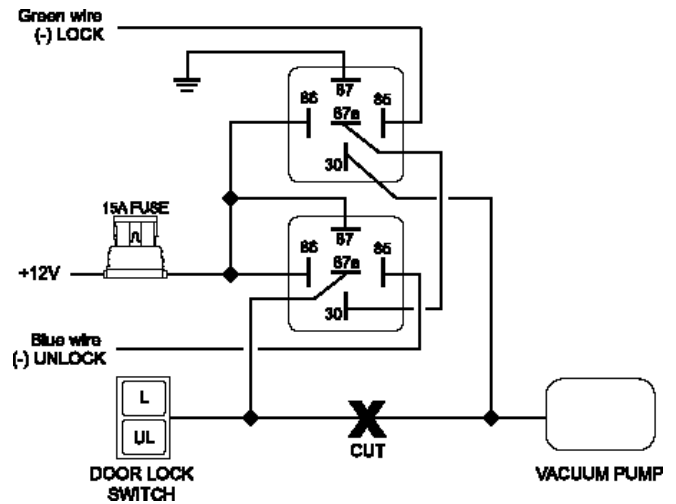 Green wire
(-) LOCK
87
86
85
87a
30
15A FUSE
+12V
87
86
85
87a
30
Blue wire
(-) UNLOCK
L
UL
CUT
DOOR LOCK
SWITCH
VACUUM PUMP